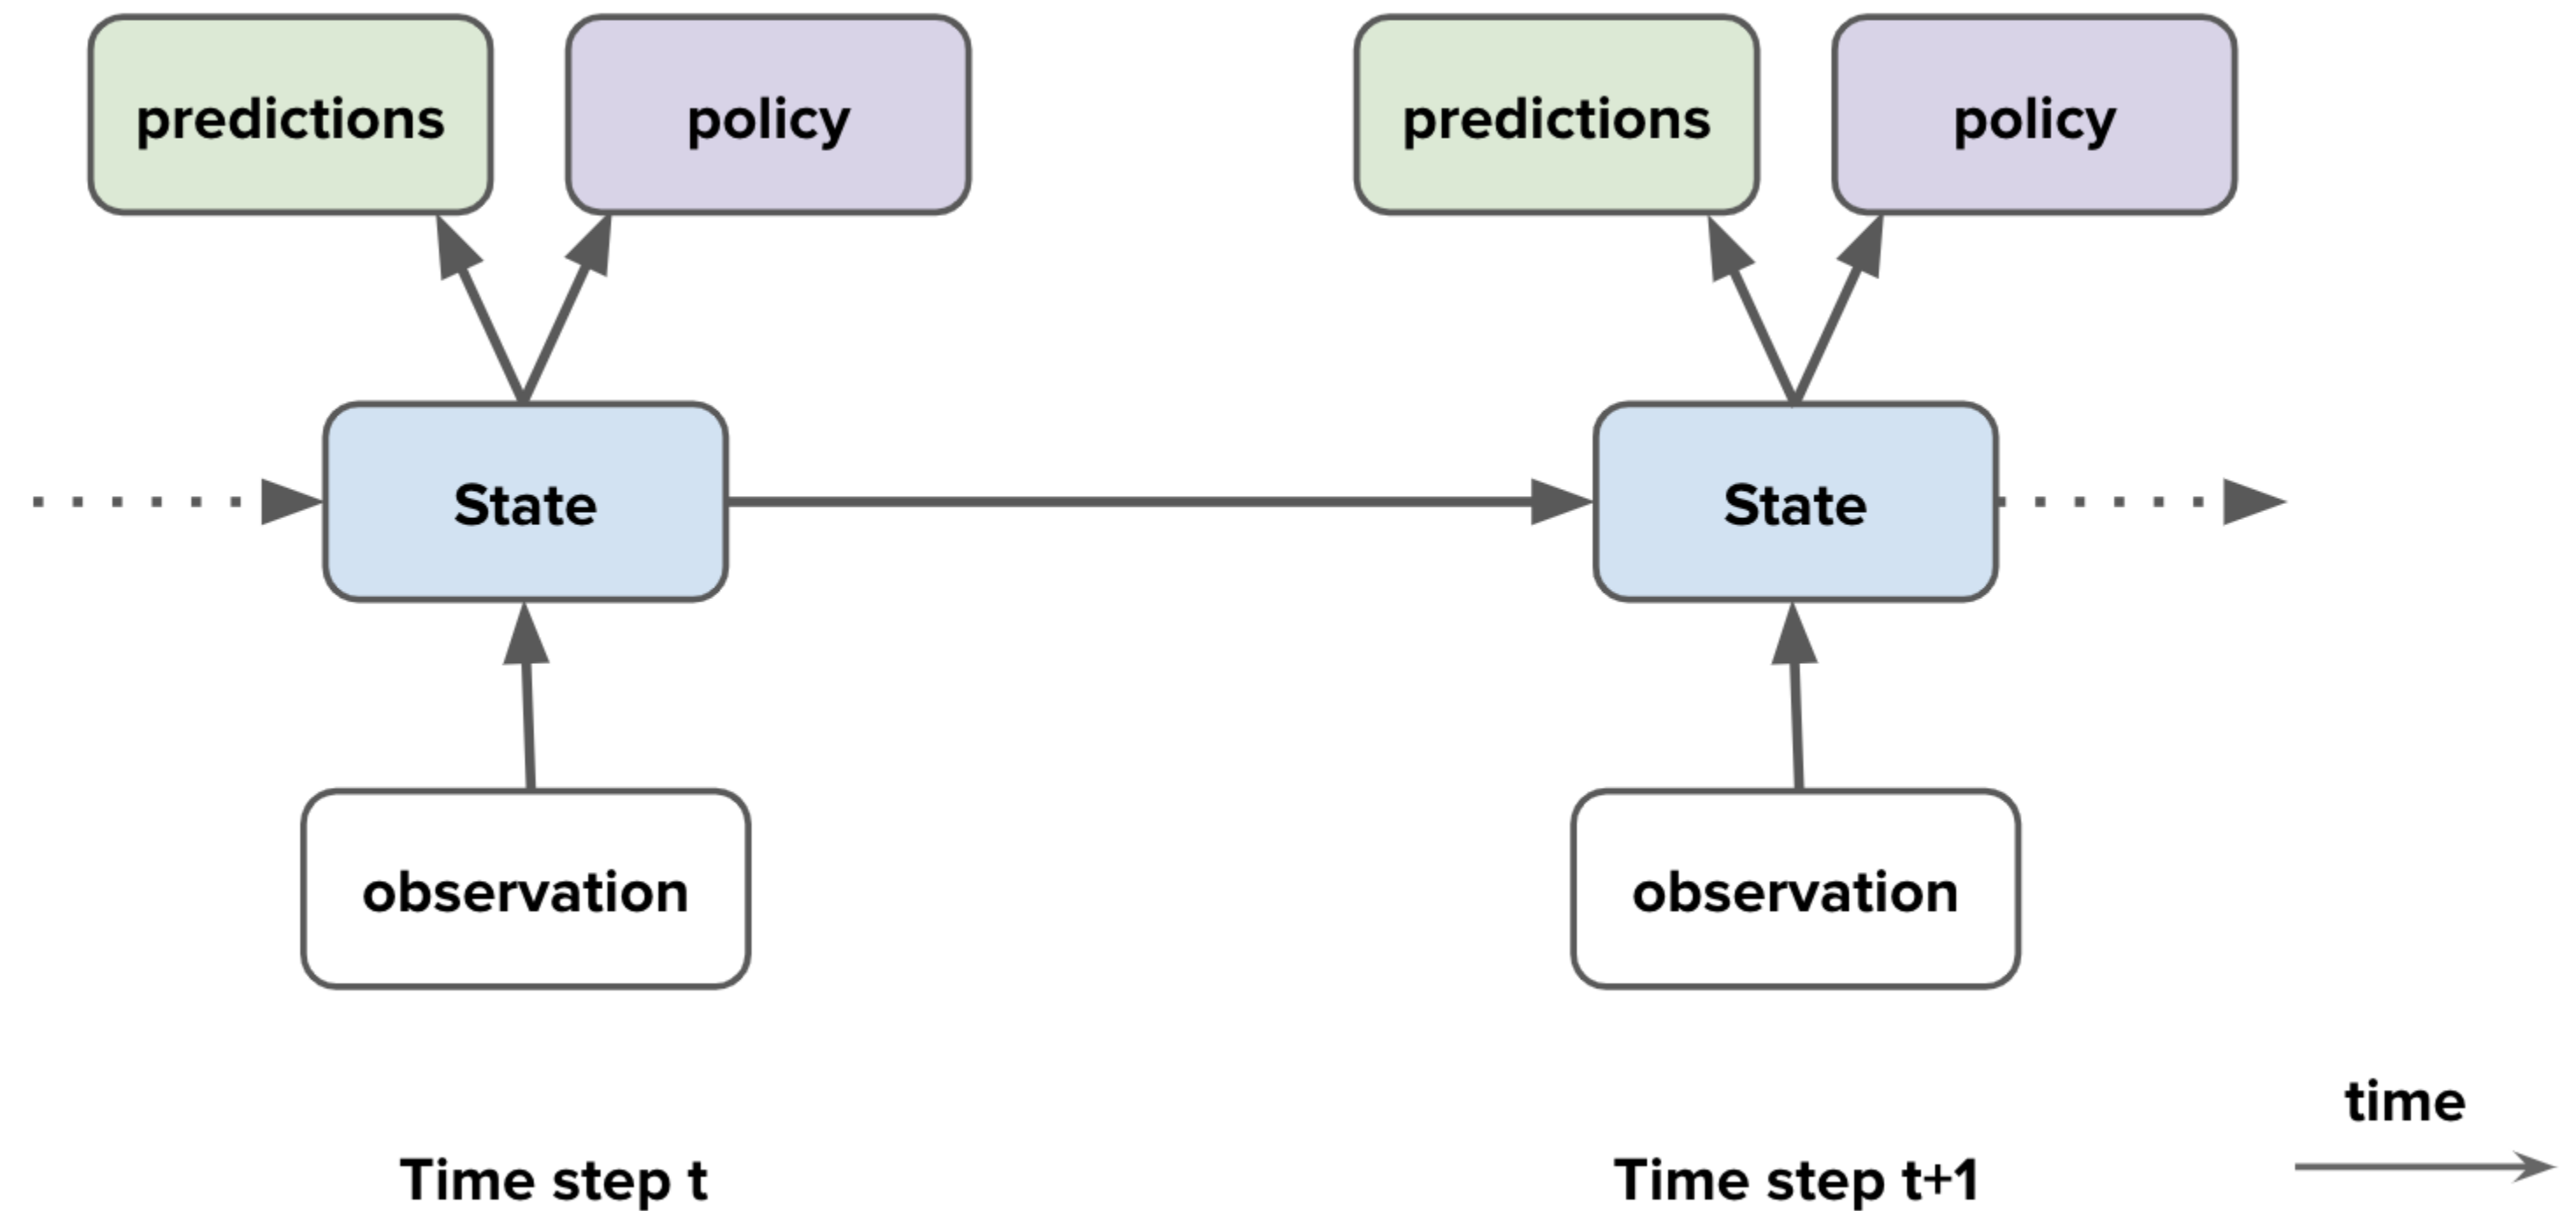 predictions
policy
predictions
policy
State
State
observation
observation
time
Time step t
Time step t+1